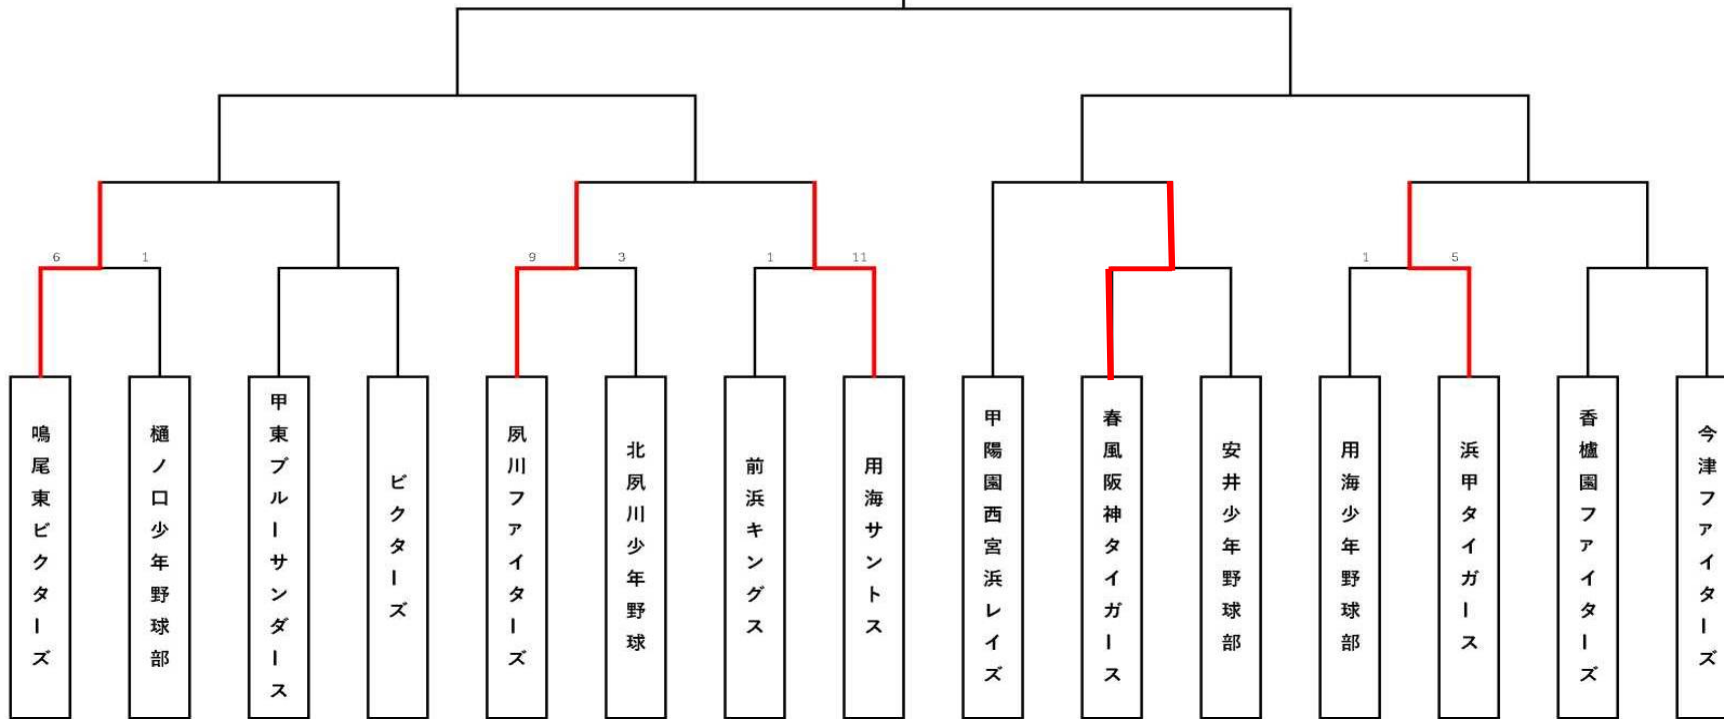 6
1
9
3
1
11
1
5
鳴尾東ビクターズ
樋ノ口少年野球部
甲東ブルーサンダース
ビクターズ
夙川ファイターズ
北夙川少年野球
前浜キングス
用海サントス
甲陽園西宮浜レイズ
春風阪神タイガース
安井少年野球部
用海少年野球部
浜甲タイガース
香櫨園ファイターズ
今津ファイターズ